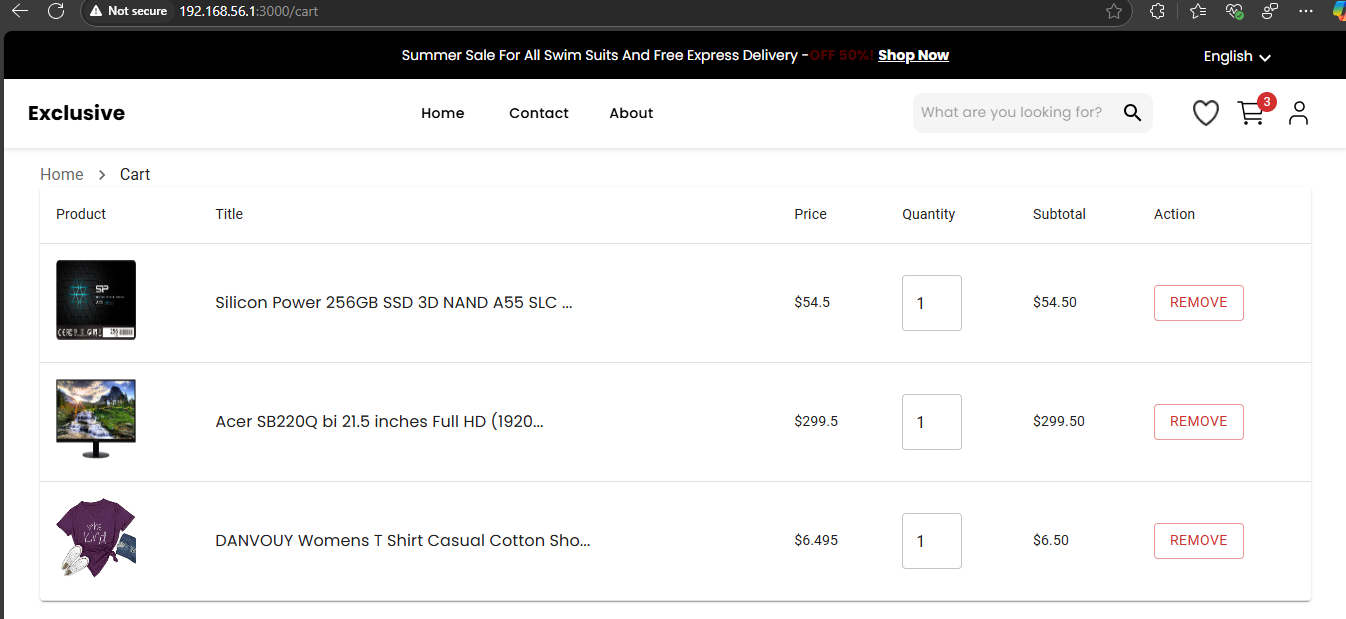 Not secure 192.168.56.1:3000/cart
Summer Sale For All Swim Suits And Free Express Delivery -OFF 50%! Shop Now
English
Exclusive
Home Contact About
What are you looking for?
3
Home > Cart
Product Title Price Quantity Subtotal Action
SP
256
Silicon Power 256GB SSD 3D NAND A55 SLC ...
$54.5 1 $54.50 REMOVE
Acer SB220Q bi 21.5 inches Full HD (1920...
$299.5 1 $299.50 REMOVE
Kind
DANVOUY Womens T Shirt Casual Cotton Sho...
$6.495 1 $6.50 REMOVE